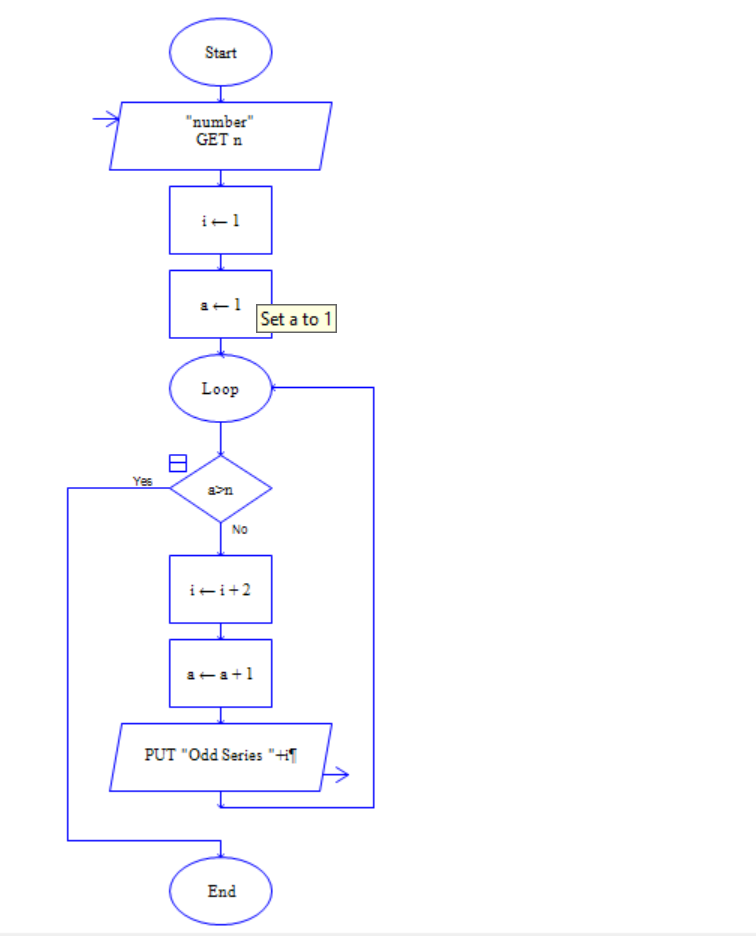 Start
"number"
GET n
i ← 1
a ← 1
Set a to 1
Loop
Yes
a>n
No
i ← i + 2
a ← a + 1
PUT "Odd Series "+i¶
End